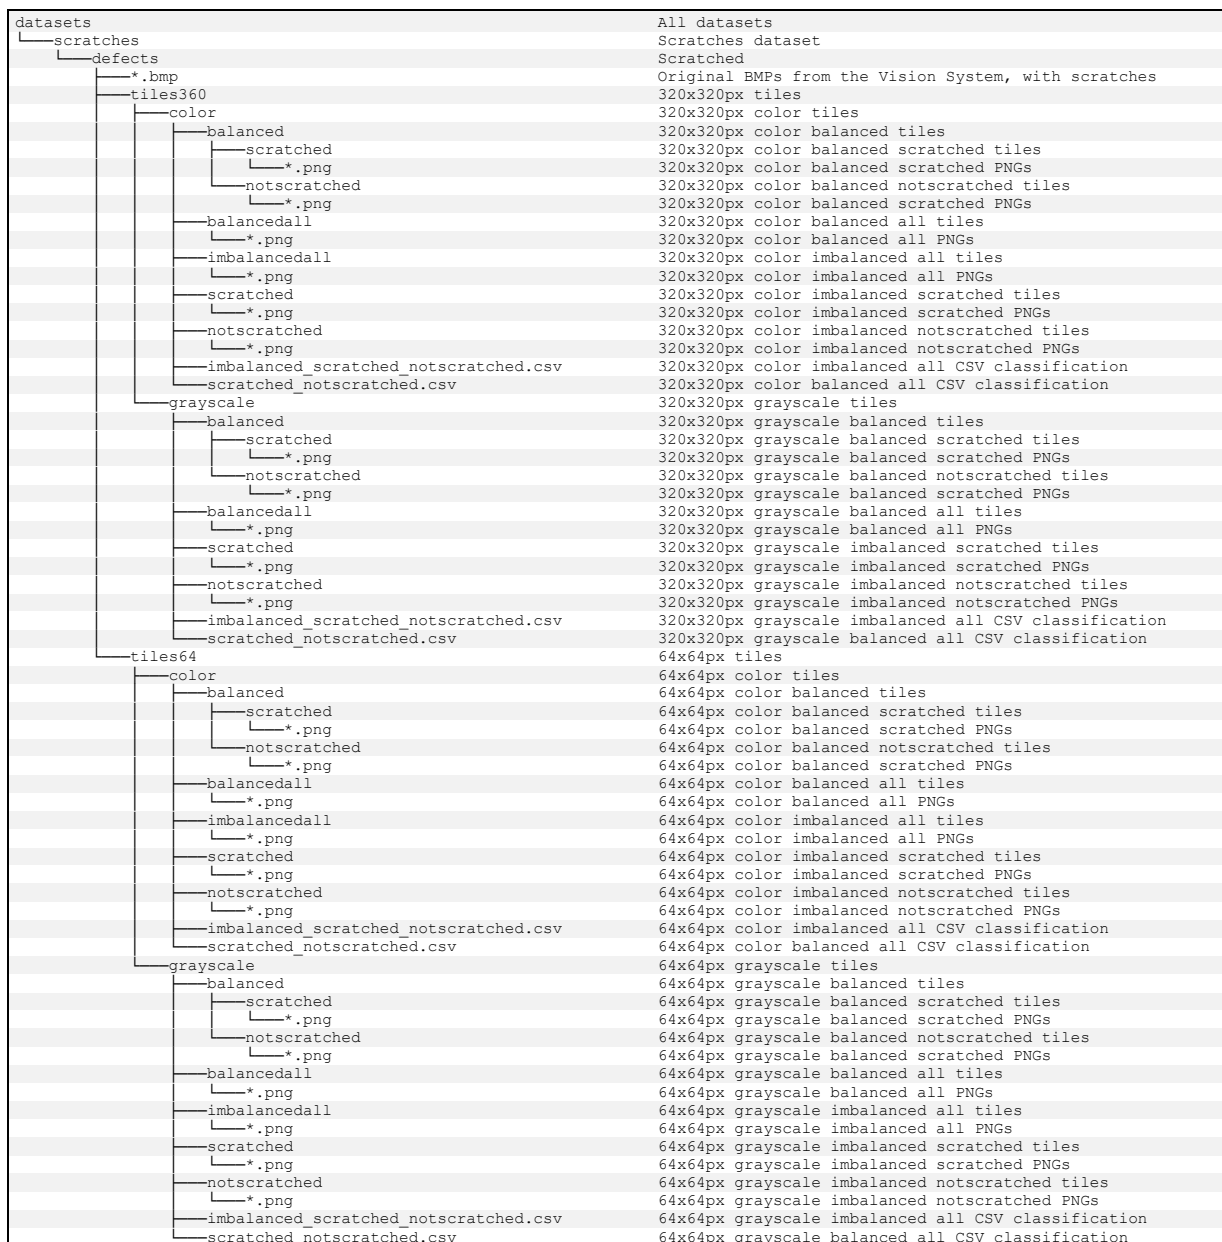 datasets All datasets
└───scratches Scratches dataset
└───defects Scratched
├───*.bmp Original BMPs from the Vision System, with scratches
├───tiles360 320x320px tiles
│ ├───color 320x320px color tiles
│ │ ├───balanced 320x320px color balanced tiles
│ │ │ ├───scratched 320x320px color balanced scratched tiles
│ │ │ │ └───*.png 320x320px color balanced scratched PNGs
│ │ │ └───notscratched 320x320px color balanced notscratched tiles
│ │ │ └───*.png 320x320px color balanced scratched PNGs
│ │ ├───balancedall 320x320px color balanced all tiles
│ │ │ └───*.png 320x320px color balanced all PNGs
│ │ ├───imbalancedall 320x320px color imbalanced all tiles
│ │ │ └───*.png 320x320px color imbalanced all PNGs
│ │ ├───scratched 320x320px color imbalanced scratched tiles
│ │ │ └───*.png 320x320px color imbalanced scratched PNGs
│ │ ├───notscratched 320x320px color imbalanced notscratched tiles
│ │ │ └───*.png 320x320px color imbalanced notscratched PNGs
│ │ ├───imbalanced_scratched_notscratched.csv 320x320px color imbalanced all CSV classification
│ │ └───scratched_notscratched.csv 320x320px color balanced all CSV classification
│ └───grayscale 320x320px grayscale tiles
│ ├───balanced 320x320px grayscale balanced tiles
│ │ ├───scratched 320x320px grayscale balanced scratched tiles
│ │ │ └───*.png 320x320px grayscale balanced scratched PNGs
│ │ └───notscratched 320x320px grayscale balanced notscratched tiles
│ │ └───*.png 320x320px grayscale balanced scratched PNGs
│ ├───balancedall 320x320px grayscale balanced all tiles
│ │ └───*.png 320x320px grayscale balanced all PNGs
│ ├───scratched 320x320px grayscale imbalanced scratched tiles
│ │ └───*.png 320x320px grayscale imbalanced scratched PNGs
│ ├───notscratched 320x320px grayscale imbalanced notscratched tiles
│ │ └───*.png 320x320px grayscale imbalanced notscratched PNGs
│ ├───imbalanced_scratched_notscratched.csv 320x320px grayscale imbalanced all CSV classification
│ └───scratched_notscratched.csv 320x320px grayscale balanced all CSV classification
└───tiles64 64x64px tiles
├───color 64x64px color tiles
│ ├───balanced 64x64px color balanced tiles
│ │ ├───scratched 64x64px color balanced scratched tiles
│ │ │ └───*.png 64x64px color balanced scratched PNGs
│ │ └───notscratched 64x64px color balanced notscratched tiles
│ │ └───*.png 64x64px color balanced scratched PNGs
│ ├───balancedall 64x64px color balanced all tiles
│ │ └───*.png 64x64px color balanced all PNGs
│ ├───imbalancedall 64x64px color imbalanced all tiles
│ │ └───*.png 64x64px color imbalanced all PNGs
│ ├───scratched 64x64px color imbalanced scratched tiles
│ │ └───*.png 64x64px color imbalanced scratched PNGs
│ ├───notscratched 64x64px color imbalanced notscratched tiles
│ │ └───*.png 64x64px color imbalanced notscratched PNGs
│ ├───imbalanced_scratched_notscratched.csv 64x64px color imbalanced all CSV classification
│ └───scratched_notscratched.csv 64x64px color balanced all CSV classification
└───grayscale 64x64px grayscale tiles
├───balanced 64x64px grayscale balanced tiles
│ ├───scratched 64x64px grayscale balanced scratched tiles
│ │ └───*.png 64x64px grayscale balanced scratched PNGs
│ └───notscratched 64x64px grayscale balanced notscratched tiles
│ └───*.png 64x64px grayscale balanced scratched PNGs
├───balancedall 64x64px grayscale balanced all tiles
│ └───*.png 64x64px grayscale balanced all PNGs
├───imbalancedall 64x64px grayscale imbalanced all tiles
│ └───*.png 64x64px grayscale imbalanced all PNGs
├───scratched 64x64px grayscale imbalanced scratched tiles
│ └───*.png 64x64px grayscale imbalanced scratched PNGs
├───notscratched 64x64px grayscale imbalanced notscratched tiles
│ └───*.png 64x64px grayscale imbalanced notscratched PNGs
├───imbalanced_scratched_notscratched.csv 64x64px grayscale imbalanced all CSV classification
└───scratched_notscratched.csv 64x64px grayscale balanced all CSV classification